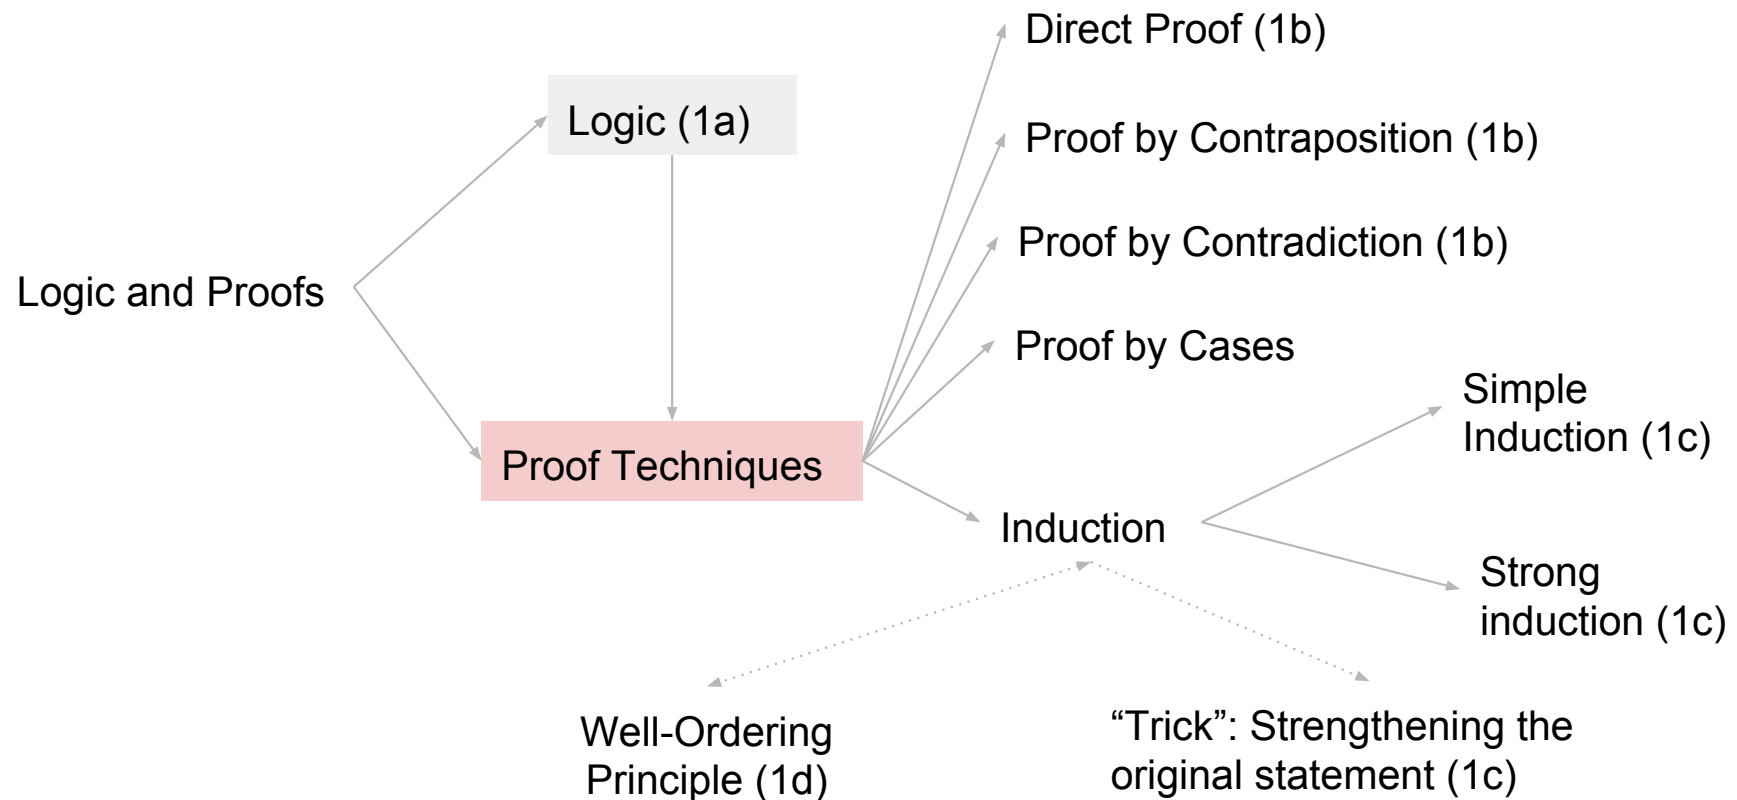 Direct Proof (1b)
Logic (1a)
Proof by Contraposition (1b)
Proof by Contradiction (1b)
Logic and Proofs
Proof by Cases
Simple
Induction (1c)
Proof Techniques
Induction
Strong
induction (1c)
Well-Ordering
Principle (1d)
“Trick”: Strengthening the
original statement (1c)